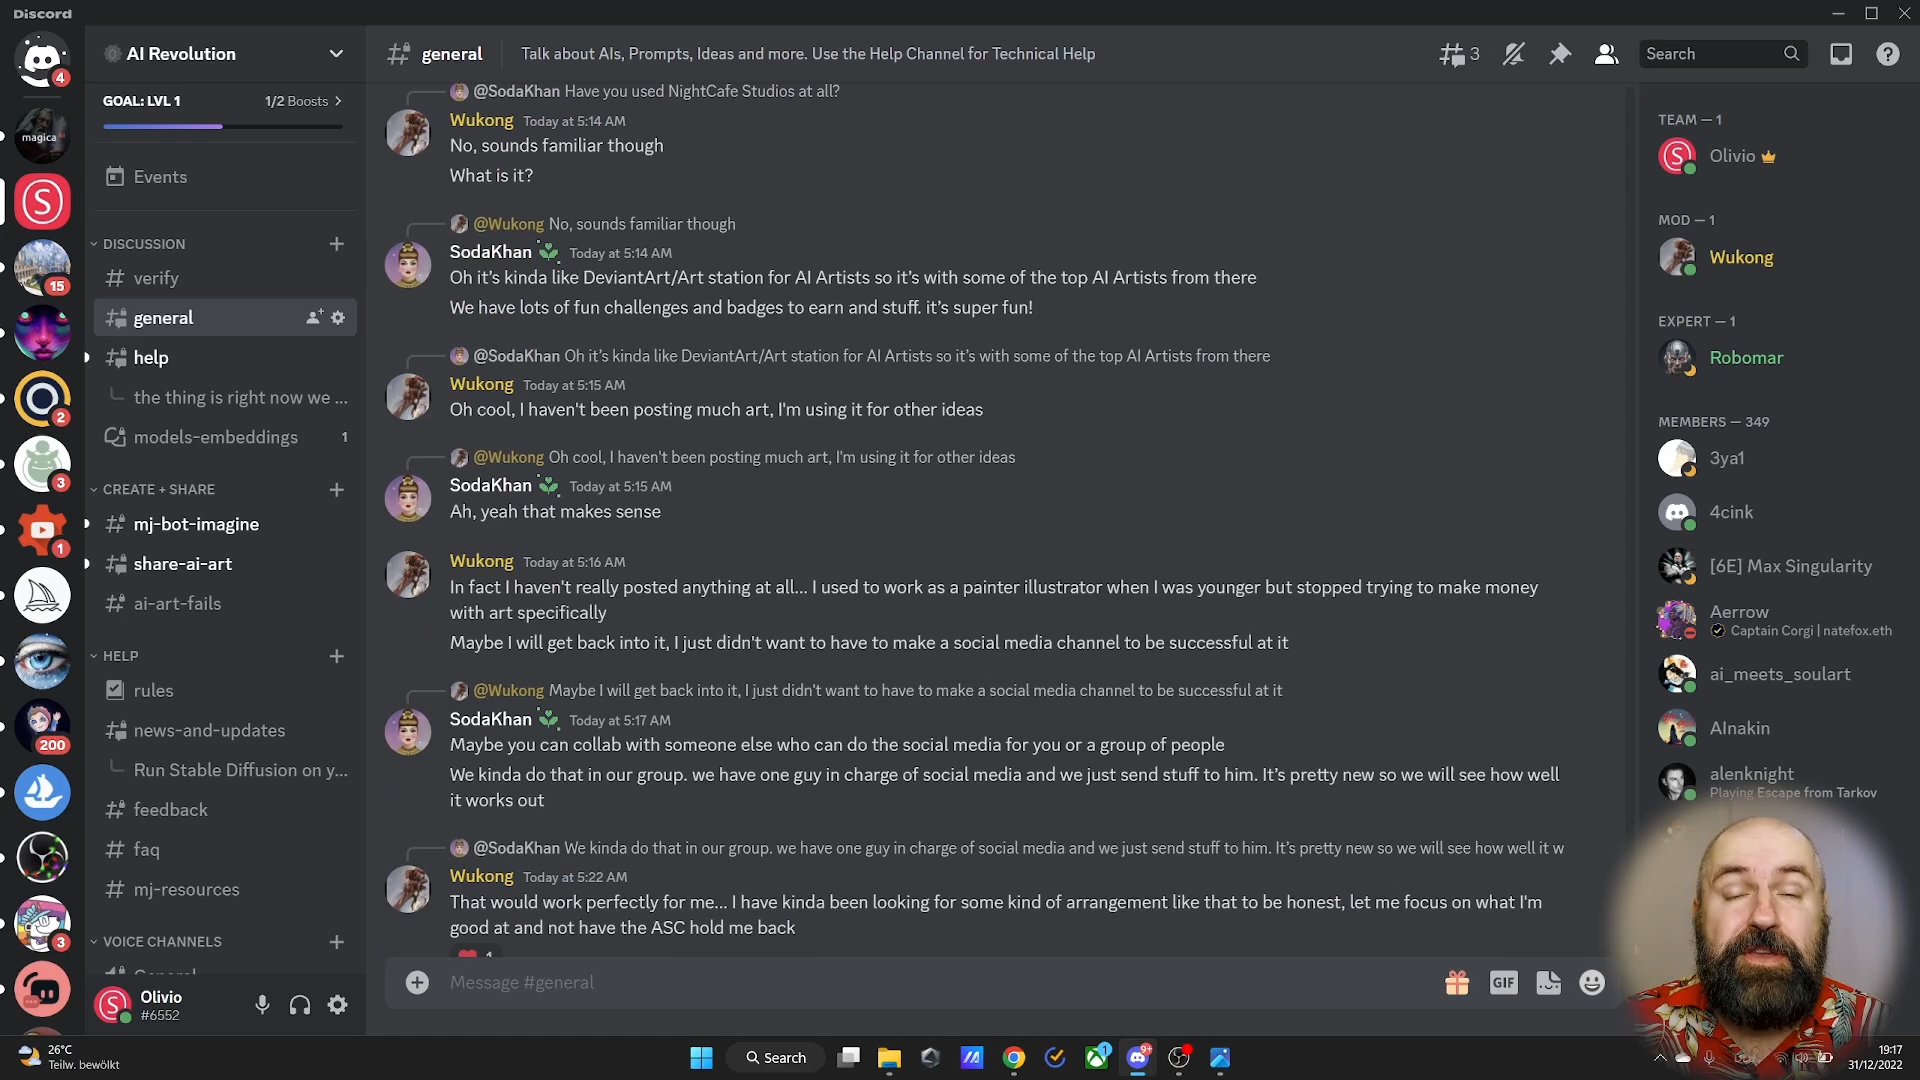 Discord
AI Revolution
general
Talk about AIs, Prompts, Ideas and more. Use the Help Channel for Technical Help
3
Search
4
magica
15
2
3
1
200
3
GOAL: LVL 1
1/2 Boosts
Events
DISCUSSION
verify
general
help
the thing is right now we ...
models-embeddings
1
CREATE + SHARE
mj-bot-imagine
share-ai-art
ai-art-fails
HELP
rules
news-and-updates
Run Stable Diffusion on y...
feedback
faq
mj-resources
VOICE CHANNELS
General
Olivio
#6552
@SodaKhan Have you used NightCafe Studios at all?
Wukong Today at 5:14 AM
No, sounds familiar though
What is it?
@Wukong No, sounds familiar though
SodaKhan Today at 5:14 AM
Oh it's kinda like DeviantArt/Art station for AI Artists so it's with some of the top AI Artists from there
We have lots of fun challenges and badges to earn and stuff. it's super fun!
@SodaKhan Oh it's kinda like DeviantArt/Art station for AI Artists so it's with some of the top AI Artists from there
Wukong Today at 5:15 AM
Oh cool, I haven't been posting much art, I'm using it for other ideas
@Wukong Oh cool, I haven't been posting much art, I'm using it for other ideas
SodaKhan Today at 5:15 AM
Ah, yeah that makes sense
Wukong Today at 5:16 AM
In fact I haven't really posted anything at all... I used to work as a painter illustrator when I was younger but stopped trying to make money
with art specifically
Maybe I will get back into it, I just didn't want to have to make a social media channel to be successful at it
@Wukong Maybe I will get back into it, I just didn't want to have to make a social media channel to be successful at it
SodaKhan Today at 5:17 AM
Maybe you can collab with someone else who can do the social media for you or a group of people
We kinda do that in our group. we have one guy in charge of social media and we just send stuff to him. It's pretty new so we will see how well
it works out
@SodaKhan We kinda do that in our group. we have one guy in charge of social media and we just send stuff to him. It's pretty new so we will see how well it w
Wukong Today at 5:22 AM
That would work perfectly for me... I have kinda been looking for some kind of arrangement like that to be honest, let me focus on what I'm
good at and not have the ASC hold me back
1
Message #general
GIF
TEAM — 1
Olivio
MOD — 1
Wukong
EXPERT — 1
Robomar
MEMBERS — 349
3ya1
4cink
[6E] Max Singularity
Aerrow
Captain Corgi | natefox.eth
ai_meets_soulart
AInakin
alenknight
Playing Escape from Tarkov
26°C
Teilw. bewölkt
Search
1
9+
19:17
31/12/2022